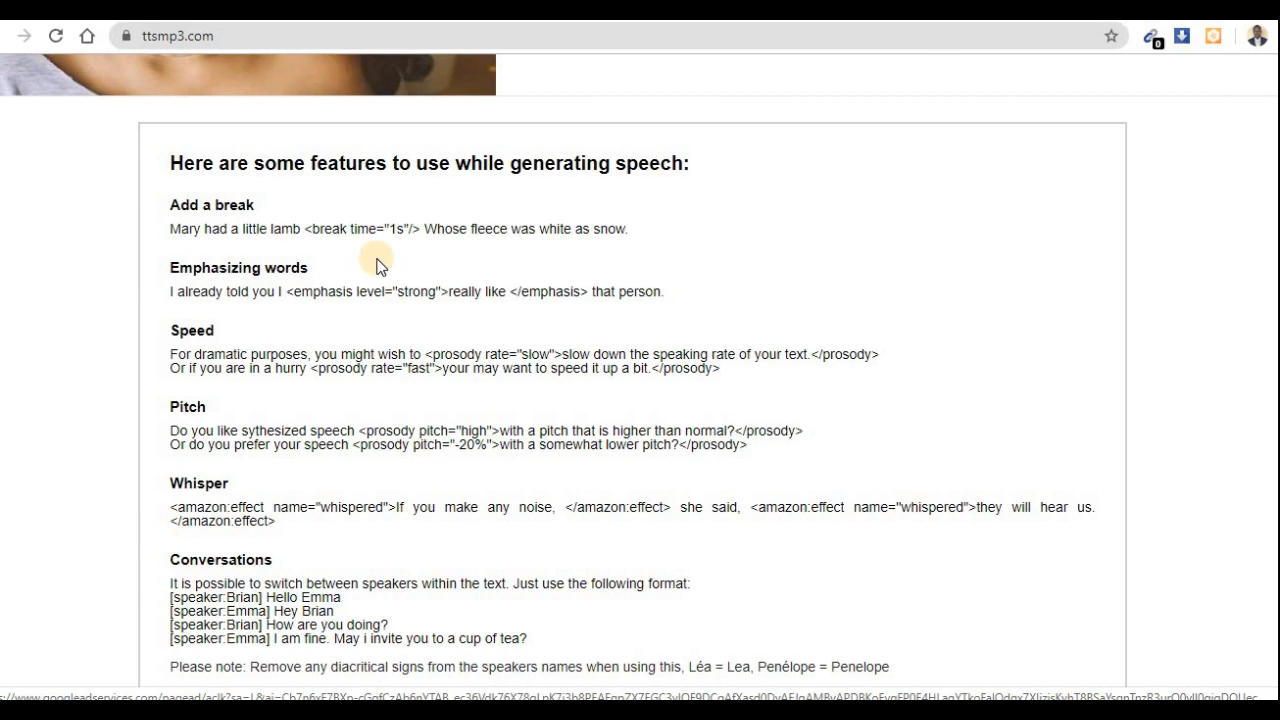 ttsmp3.com
0
Here are some features to use while generating speech:
Add a break
Mary had a little lamb <break time="1s"/> Whose fleece was white as snow.
Emphasizing words
I already told you I <emphasis level="strong">really like </emphasis> that person.
Speed
For dramatic purposes, you might wish to <prosody rate="slow">slow down the speaking rate of your text.</prosody>
Or if you are in a hurry <prosody rate="fast">your may want to speed it up a bit.</prosody>
Pitch
Do you like sythesized speech <prosody pitch="high">with a pitch that is higher than normal?</prosody>
Or do you prefer your speech <prosody pitch="-20%">with a somewhat lower pitch?</prosody>
Whisper
<amazon:effect name="whispered">If you make any noise, </amazon:effect> she said, <amazon:effect name="whispered">they will hear us.
</amazon:effect>
Conversations
It is possible to switch between speakers within the text. Just use the following format:
[speaker:Brian] Hello Emma
[speaker:Emma] Hey Brian
[speaker:Brian] How are you doing?
[speaker:Emma] I am fine. May i invite you to a cup of tea?
Please note: Remove any diacritical signs from the speakers names when using this, Léa = Lea, Penélope = Penelope